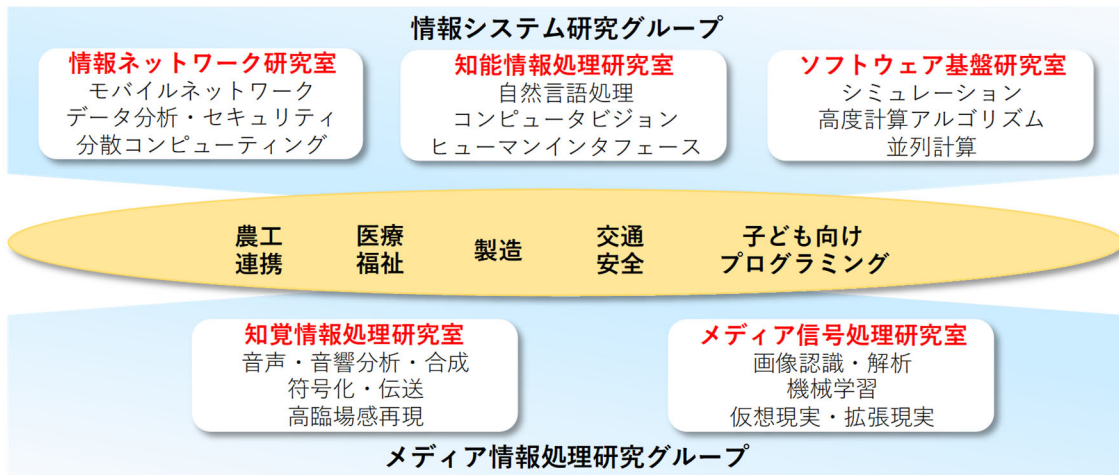 情報システム研究グループ
情報ネットワーク研究室
モバイルネットワーク
データ分析・セキュリティ
分散コンピューティング
知能情報処理研究室
自然言語処理
コンピュータビジョン
ヒューマンインタフェース
ソフトウェア基盤研究室
シミュレーション
高度計算アルゴリズム
並列計算
農工
連携
医療
福祉
製造
交通
安全
子ども向け
プログラミング
知覚情報処理研究室
音声・音響分析・合成
符号化・伝送
高臨場感再現
メディア信号処理研究室
画像認識・解析
機械学習
仮想現実・拡張現実
メディア情報処理研究グループ